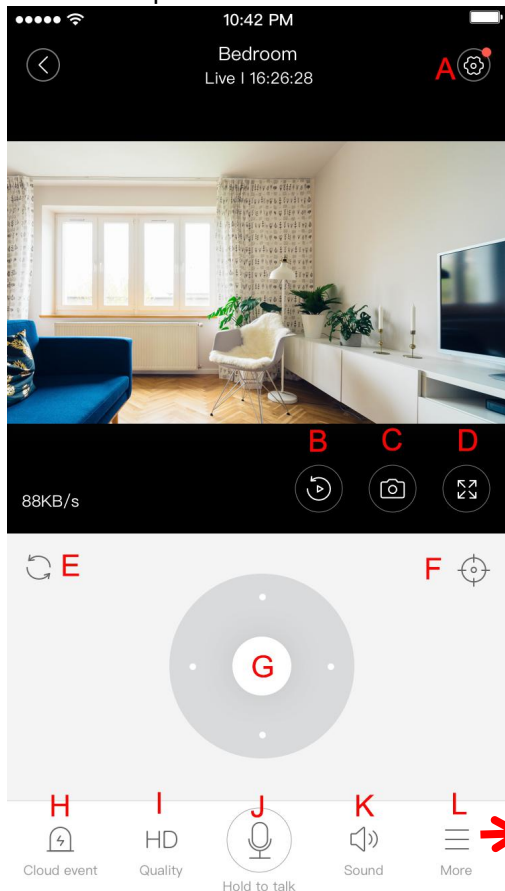 10:42 PM
Bedroom
Live | 16:26:28
A
B C D
88KB/s
E F
G
H I J K L
HD
Cloud event Quality Hold to talk Sound More